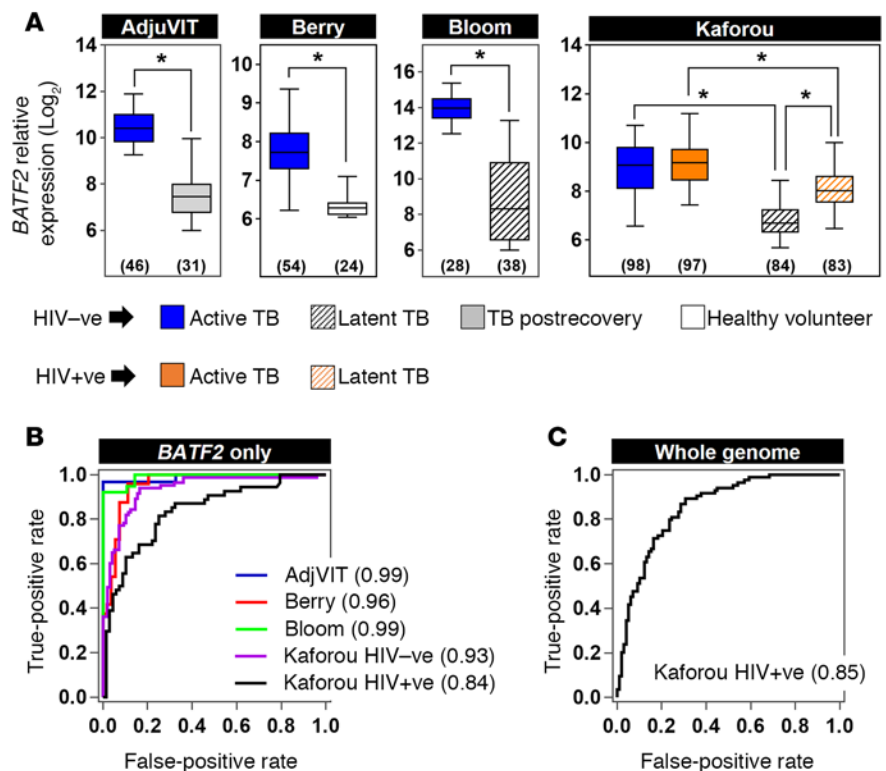 A
AdjuVIT
Berry
Bloom
Kaforou
BATF2 relative
expression (Log2)
14
12
10
8
6
*
(46) (31)
10
9
8
7
6
*
(54) (24)
16
14
12
10
8
6
*
(28) (38)
14
12
10
8
6
*
*
*
(98) (97) (84) (83)
HIV–ve Active TB Latent TB TB postrecovery Healthy volunteer
HIV+ve Active TB Latent TB
B
BATF2 only
True-positive rate
1.0
0.8
0.6
0.4
0.2
0.0
AdjVIT (0.99)
Berry (0.96)
Bloom (0.99)
Kaforou HIV–ve (0.93)
Kaforou HIV+ve (0.84)
0.0 0.2 0.4 0.6 0.8 1.0
False-positive rate
C
Whole genome
True-positive rate
1.0
0.8
0.6
0.4
0.2
0.0
Kaforou HIV+ve (0.85)
0.0 0.2 0.4 0.6 0.8 1.0
False-positive rate